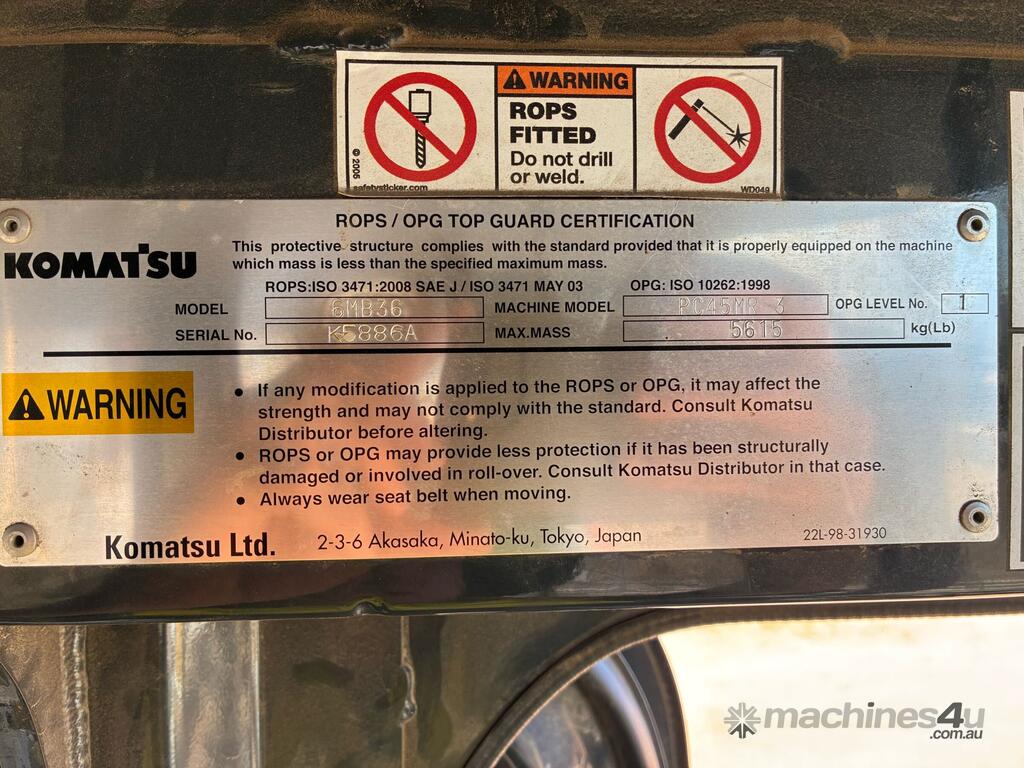 WARNING
ROPS
FITTED
Do not drill
or weld.
© 2005
safetysticker.com
WD049
ROPS / OPG TOP GUARD CERTIFICATION
KOMATSU
This protective structure complies with the standard provided that it is properly equipped on the machine
which mass is less than the specified maximum mass.
ROPS:ISO 3471:2008 SAE J / ISO 3471 MAY 03 OPG: ISO 10262:1998
MODEL 6MB36 MACHINE MODEL PC45MR 3 OPG LEVEL No. 1
SERIAL No. K5886A MAX.MASS 5615 kg(Lb)
WARNING
• If any modification is applied to the ROPS or OPG, it may affect the
strength and may not comply with the standard. Consult Komatsu
Distributor before altering.
• ROPS or OPG may provide less protection if it has been structurally
damaged or involved in roll-over. Consult Komatsu Distributor in that case.
• Always wear seat belt when moving.
Komatsu Ltd. 2-3-6 Akasaka, Minato-ku, Tokyo, Japan 22L-98-31930
machines4u
.com.au